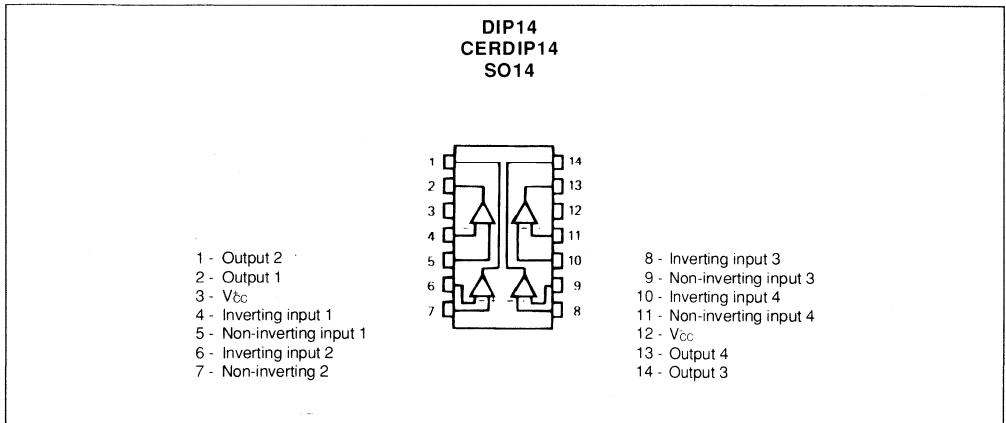 DIP14
CERDIP14
SO14
1
2
3
4
5
6
7
14
13
12
11
10
9
8
1 - Output 2
2 - Output 1
3 - V+CC
4 - Inverting input 1
5 - Non-inverting input 1
6 - Inverting input 2
7 - Non-inverting 2
8 - Inverting input 3
9 - Non-inverting input 3
10 - Inverting input 4
11 - Non-inverting input 4
12 - V-CC
13 - Output 4
14 - Output 3